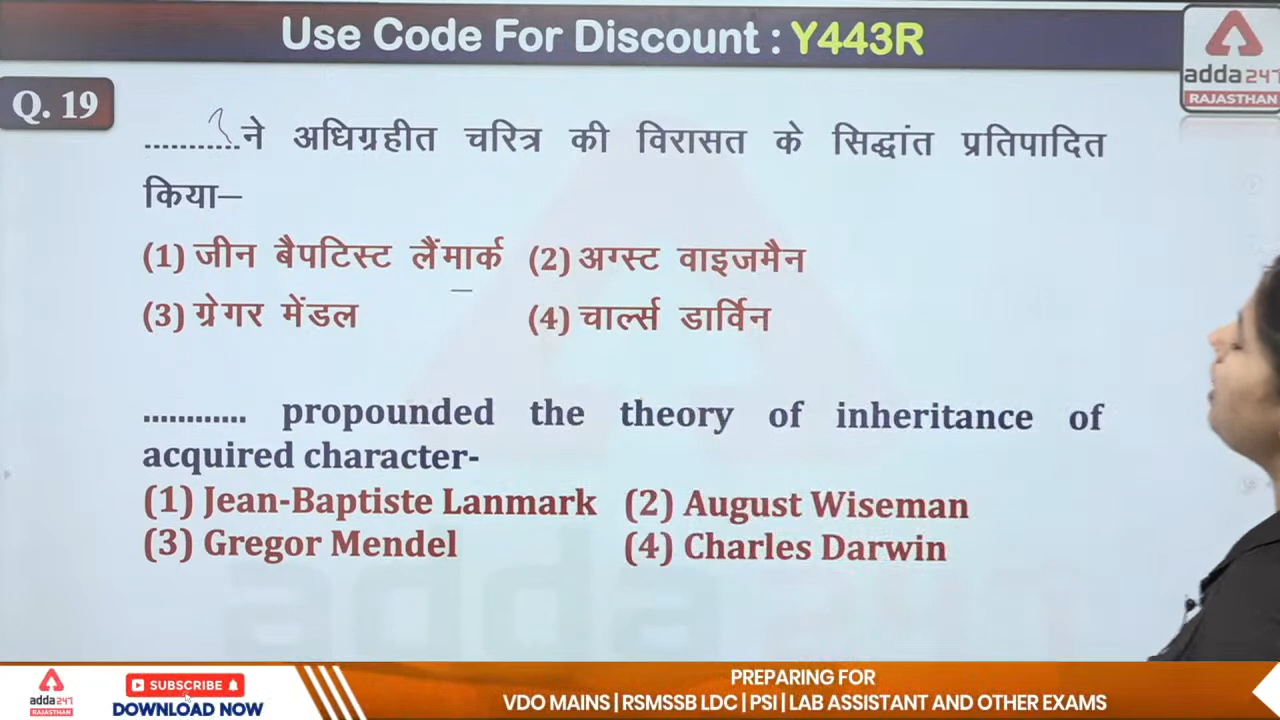 Use Code For Discount : Y443R
adda247
RAJASTHAN
Q. 19
...........ने अधिग्रहीत चरित्र की विरासत के सिद्धांत प्रतिपादित
किया–
(1) जीन बैपटिस्ट लैंमार्क (2) अग्स्ट वाइजमैन
(3) ग्रेगर मेंडल (4) चार्ल्स डार्विन
............ propounded the theory of inheritance of
acquired character-
(1) Jean-Baptiste Lanmark (2) August Wiseman
(3) Gregor Mendel (4) Charles Darwin
adda247
adda247
RAJASTHAN
SUBSCRIBE
DOWNLOAD NOW
PREPARING FOR
VDO MAINS | RSMSSB LDC | PSI | LAB ASSISTANT AND OTHER EXAMS